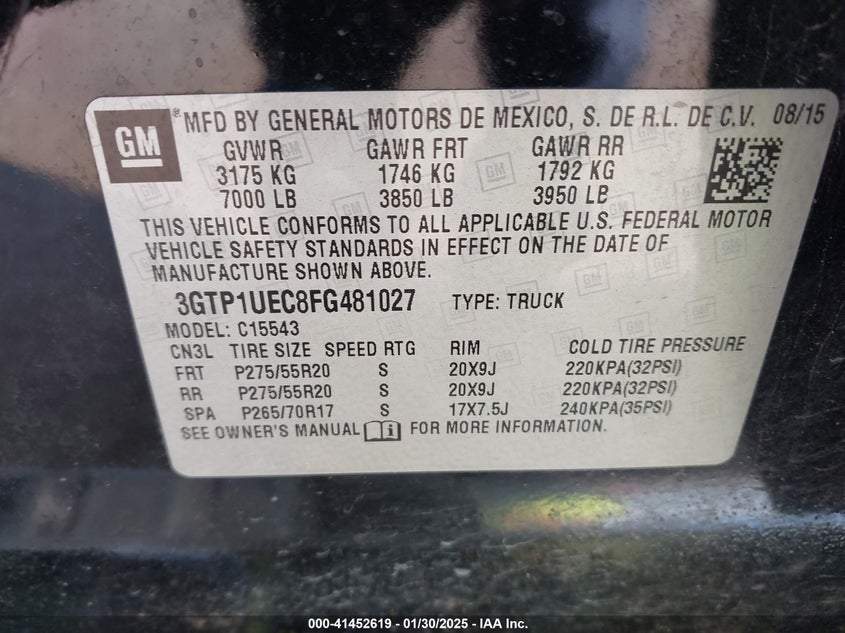 GM ® MFD BY GENERAL MOTORS DE MEXICO, S. DE R.L. DE C.V. 08/15
GVWR GAWR FRT GAWR RR
3175 KG 1746 KG 1792 KG
7000 LB 3850 LB 3950 LB
THIS VEHICLE CONFORMS TO ALL APPLICABLE U.S. FEDERAL MOTOR
VEHICLE SAFETY STANDARDS IN EFFECT ON THE DATE OF
MANUFACTURE SHOWN ABOVE.
3GTP1UEC8FG481027 TYPE: TRUCK
MODEL: C15543
CN3L TIRE SIZE SPEED RTG RIM COLD TIRE PRESSURE
FRT P275/55R20 S 20X9J 220KPA(32PSI)
RR P275/55R20 S 20X9J 220KPA(32PSI)
SPA P265/70R17 S 17X7.5J 240KPA(35PSI)
SEE OWNER'S MANUAL i FOR MORE INFORMATION.
000-41452619 - 01/30/2025 - IAA Inc.